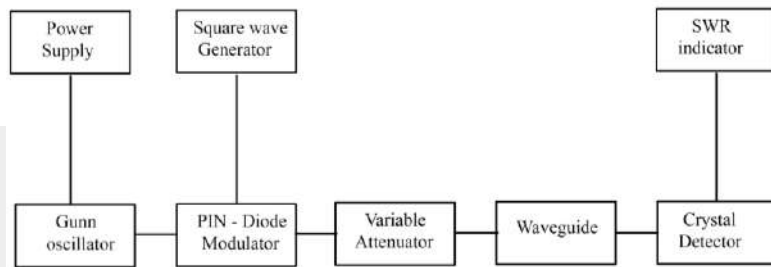 Power
Supply
Square wave
Generator
SWR
indicator
Gunn
oscillator
PIN - Diode
Modulator
Variable
Attenuator
Waveguide
Crystal
Detector